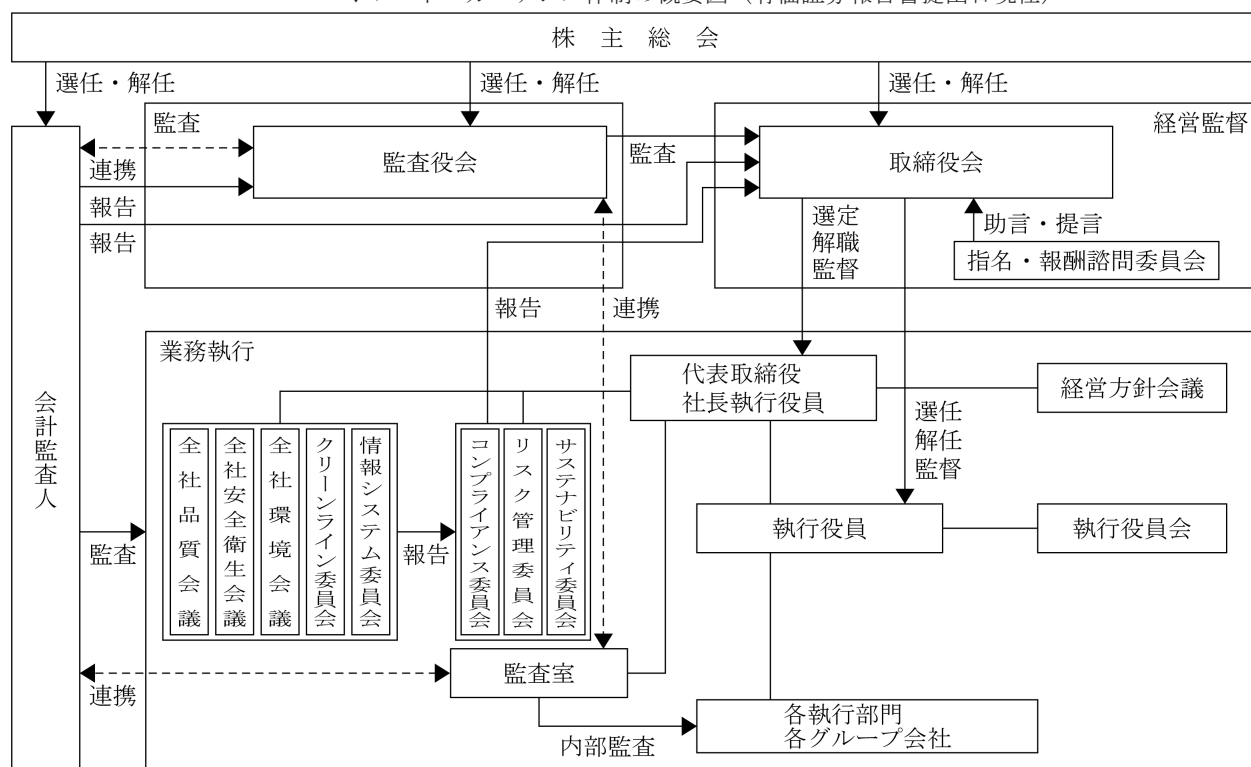 株主総会
選任・解任
選任・解任
選任・解任
監査
経営監督
監査役会
監査
取締役会
連携
報告
報告
選定
解職
監督
助言・提言
指名・報酬諮問委員会
報告
連携
業務執行
代表取締役
社長執行役員
経営方針会議
選任
解任
監督
会計監査人
全社品質会議
全社安全衛生会議
全社環境会議
クリーンライン委員会
情報システム委員会
コンプライアンス委員会
リスク管理委員会
サステナビリティ委員会
執行役員
執行役員会
監査
報告
監査室
連携
各執行部門
各グループ会社
内部監査